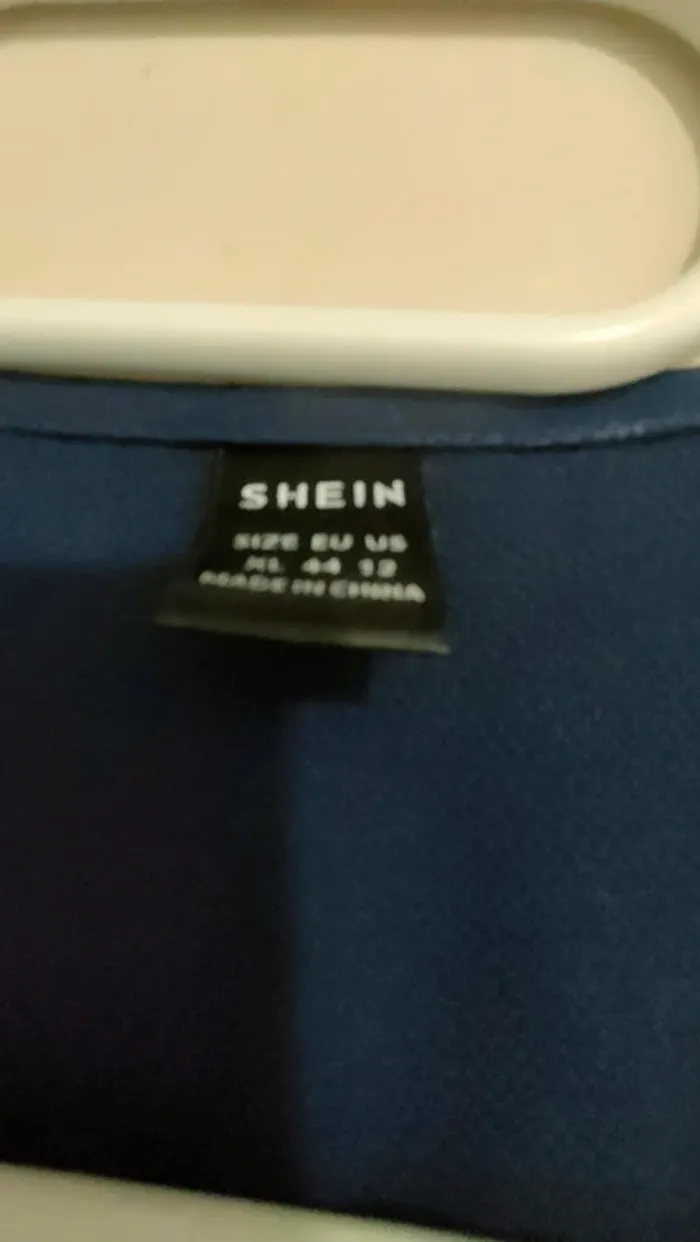 SHEIN
SIZE EU US
XL 44 12
MADE IN CHINA